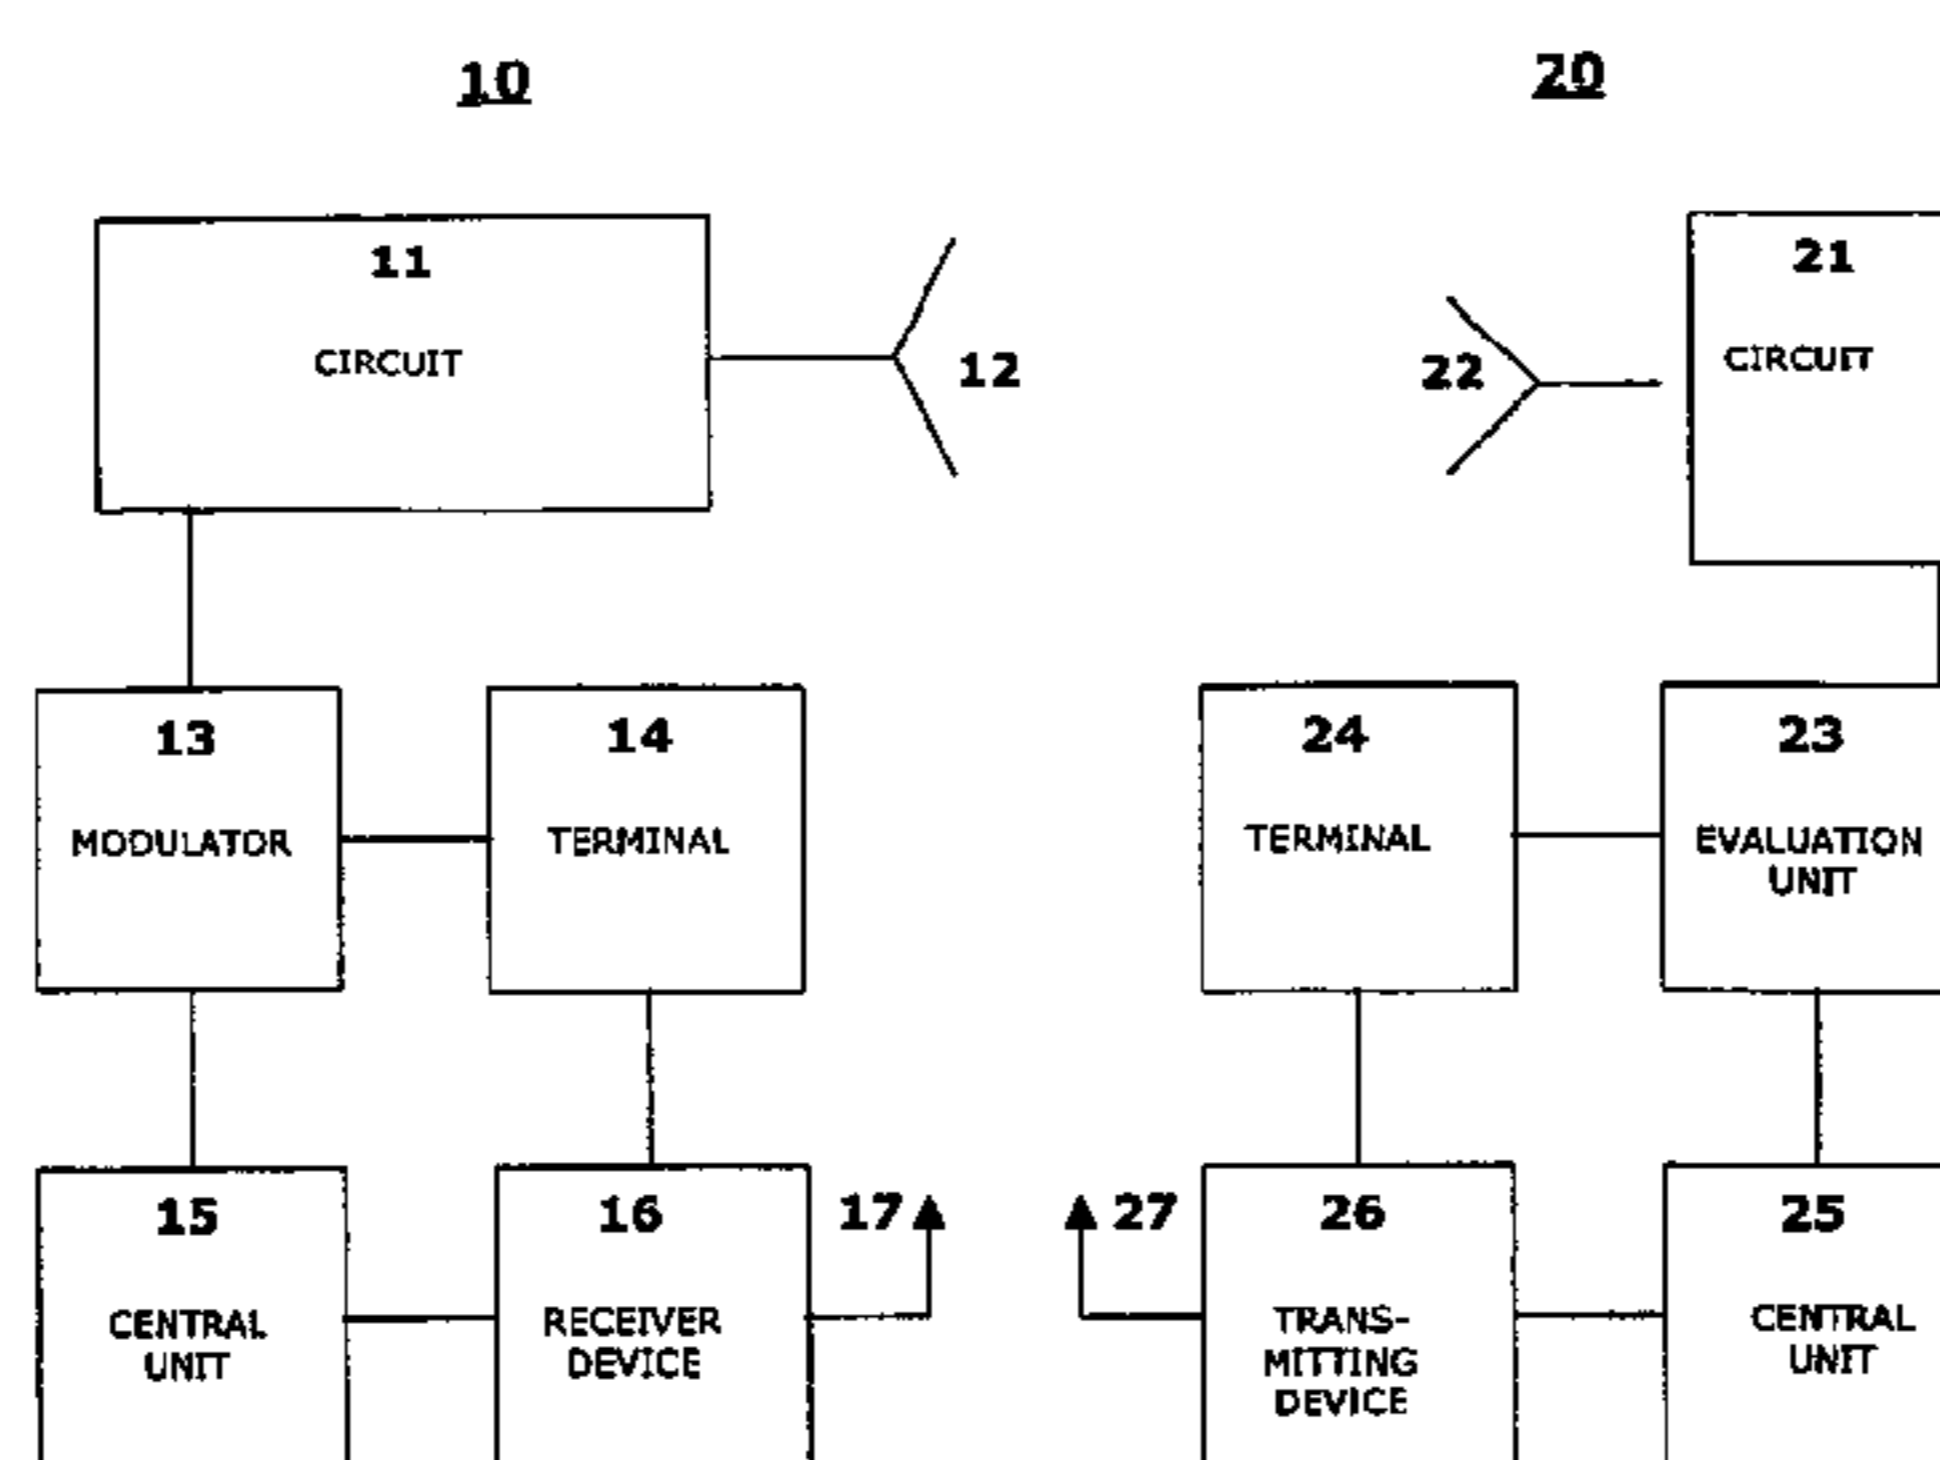 10
20
11
CIRCUIT
12
22
21
CIRCUIT
13
MODULATOR
14
TERMINAL
24
TERMINAL
23
EVALUATION
UNIT
15
CENTRAL
UNIT
16
RECEIVER
DEVICE
17
27
26
TRANS-
MITTING
DEVICE
25
CENTRAL
UNIT